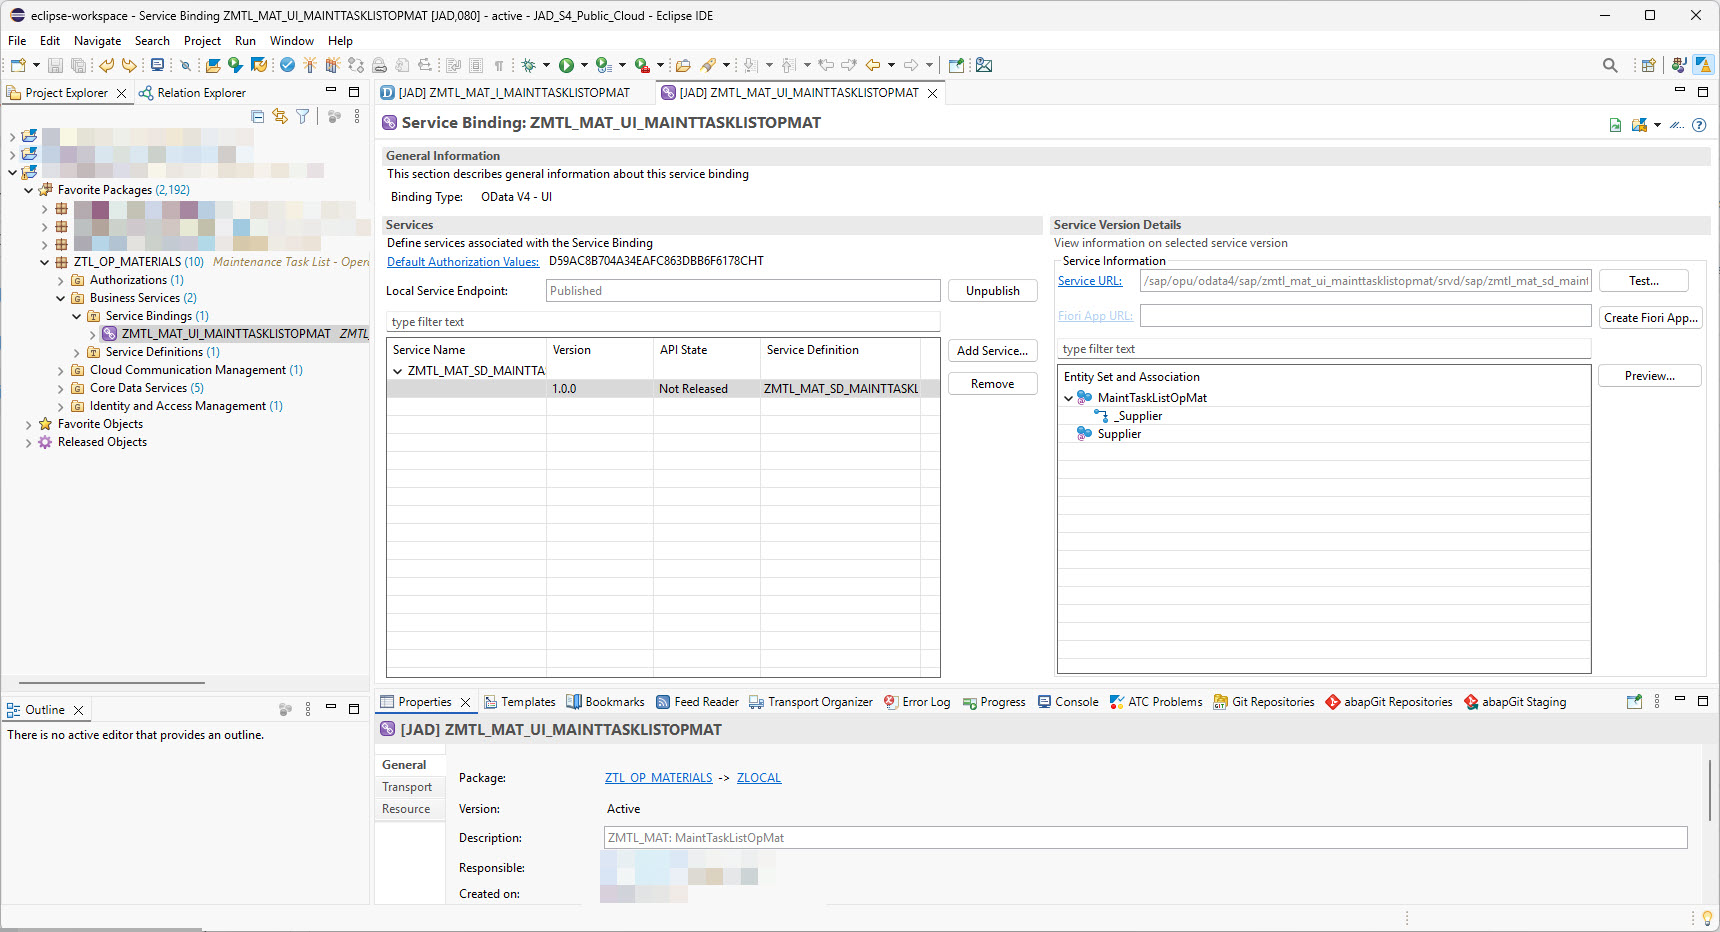 eclipse-workspace - Service Binding ZMTL_MAT_UI_MAINTTASKLISTOPMAT [JAD,080] - active - JAD_S4_Public_Cloud - Eclipse IDE
File Edit Navigate Search Project Run Window Help
Project Explorer
Relation Explorer
Favorite Packages (2,192)
ZTL_OP_MATERIALS (10) Maintenance Task List - Oper
Authorizations (1)
Business Services (2)
Service Bindings (1)
ZMTL_MAT_UI_MAINTTASKLISTOPMAT ZMTL_
Service Definitions (1)
Cloud Communication Management (1)
Core Data Services (5)
Identity and Access Management (1)
Favorite Objects
Released Objects
Outline
There is no active editor that provides an outline.
[JAD] ZMTL_MAT_I_MAINTTASKLISTOPMAT
[JAD] ZMTL_MAT_UI_MAINTTASKLISTOPMAT
Service Binding: ZMTL_MAT_UI_MAINTTASKLISTOPMAT
General Information
This section describes general information about this service binding
Binding Type: OData V4 - UI
Services
Define services associated with the Service Binding
Default Authorization Values: D59AC8B704A34EAFC863DBB6F6178CHT
Local Service Endpoint: Published Unpublish
type filter text
Service Name Version API State Service Definition
Add Service...
ZMTL_MAT_SD_MAINTTA
1.0.0 Not Released ZMTL_MAT_SD_MAINTTASKL
Remove
Service Version Details
View information on selected service version
Service Information
Service URL: /sap/opu/odata4/sap/zmtl_mat_ui_mainttasklistopmat/srvd/sap/zmtl_mat_sd_maint Test...
Fiori App URL: Create Fiori App...
type filter text
Entity Set and Association
Preview...
MaintTaskListOpMat
_Supplier
Supplier
Properties Templates Bookmarks Feed Reader Transport Organizer Error Log Progress Console ATC Problems Git Repositories abapGit Repositories abapGit Staging
[JAD] ZMTL_MAT_UI_MAINTTASKLISTOPMAT
General
Transport
Resource
Package: ZTL_OP_MATERIALS -> ZLOCAL
Version: Active
Description: ZMTL_MAT: MaintTaskListOpMat
Responsible:
Created on: